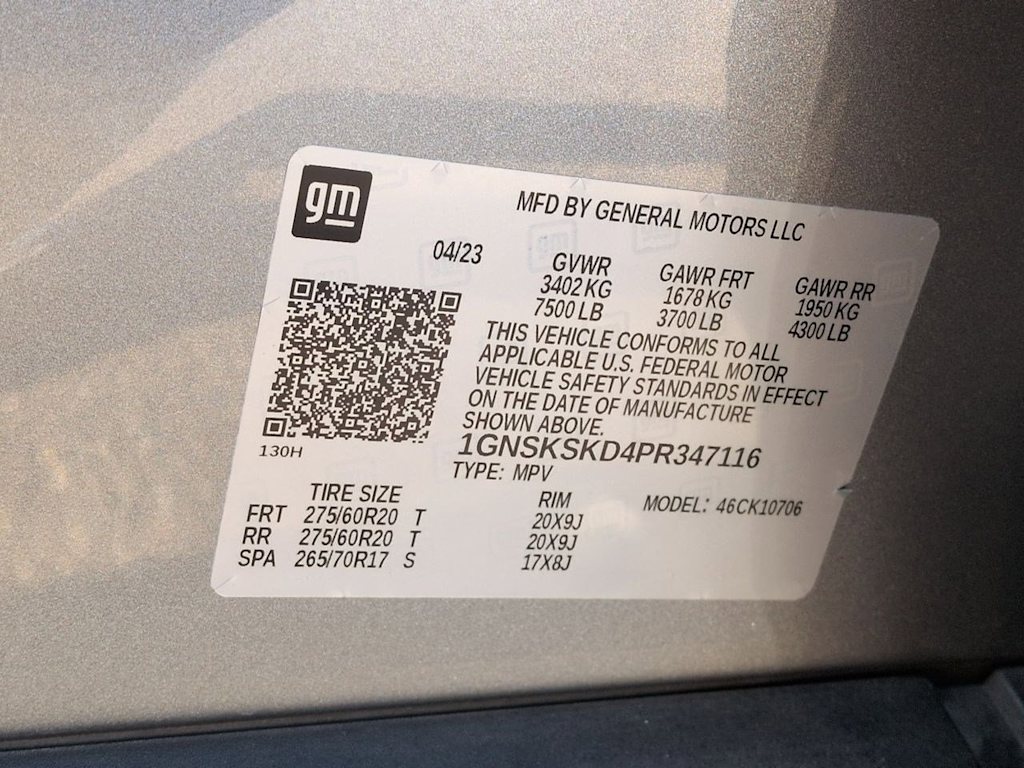 gm
MFD BY GENERAL MOTORS LLC
04/23
GVWR GAWR FRT GAWR RR
3402 KG 1678 KG 1950 KG
7500 LB 3700 LB 4300 LB
THIS VEHICLE CONFORMS TO ALL
APPLICABLE U.S. FEDERAL MOTOR
VEHICLE SAFETY STANDARDS IN EFFECT
ON THE DATE OF MANUFACTURE
SHOWN ABOVE.
130H
1GNSKSKD4PR347116
TYPE: MPV
TIRE SIZE RIM MODEL: 46CK10706
FRT 275/60R20 T 20X9J
RR 275/60R20 T 20X9J
SPA 265/70R17 S 17X8J